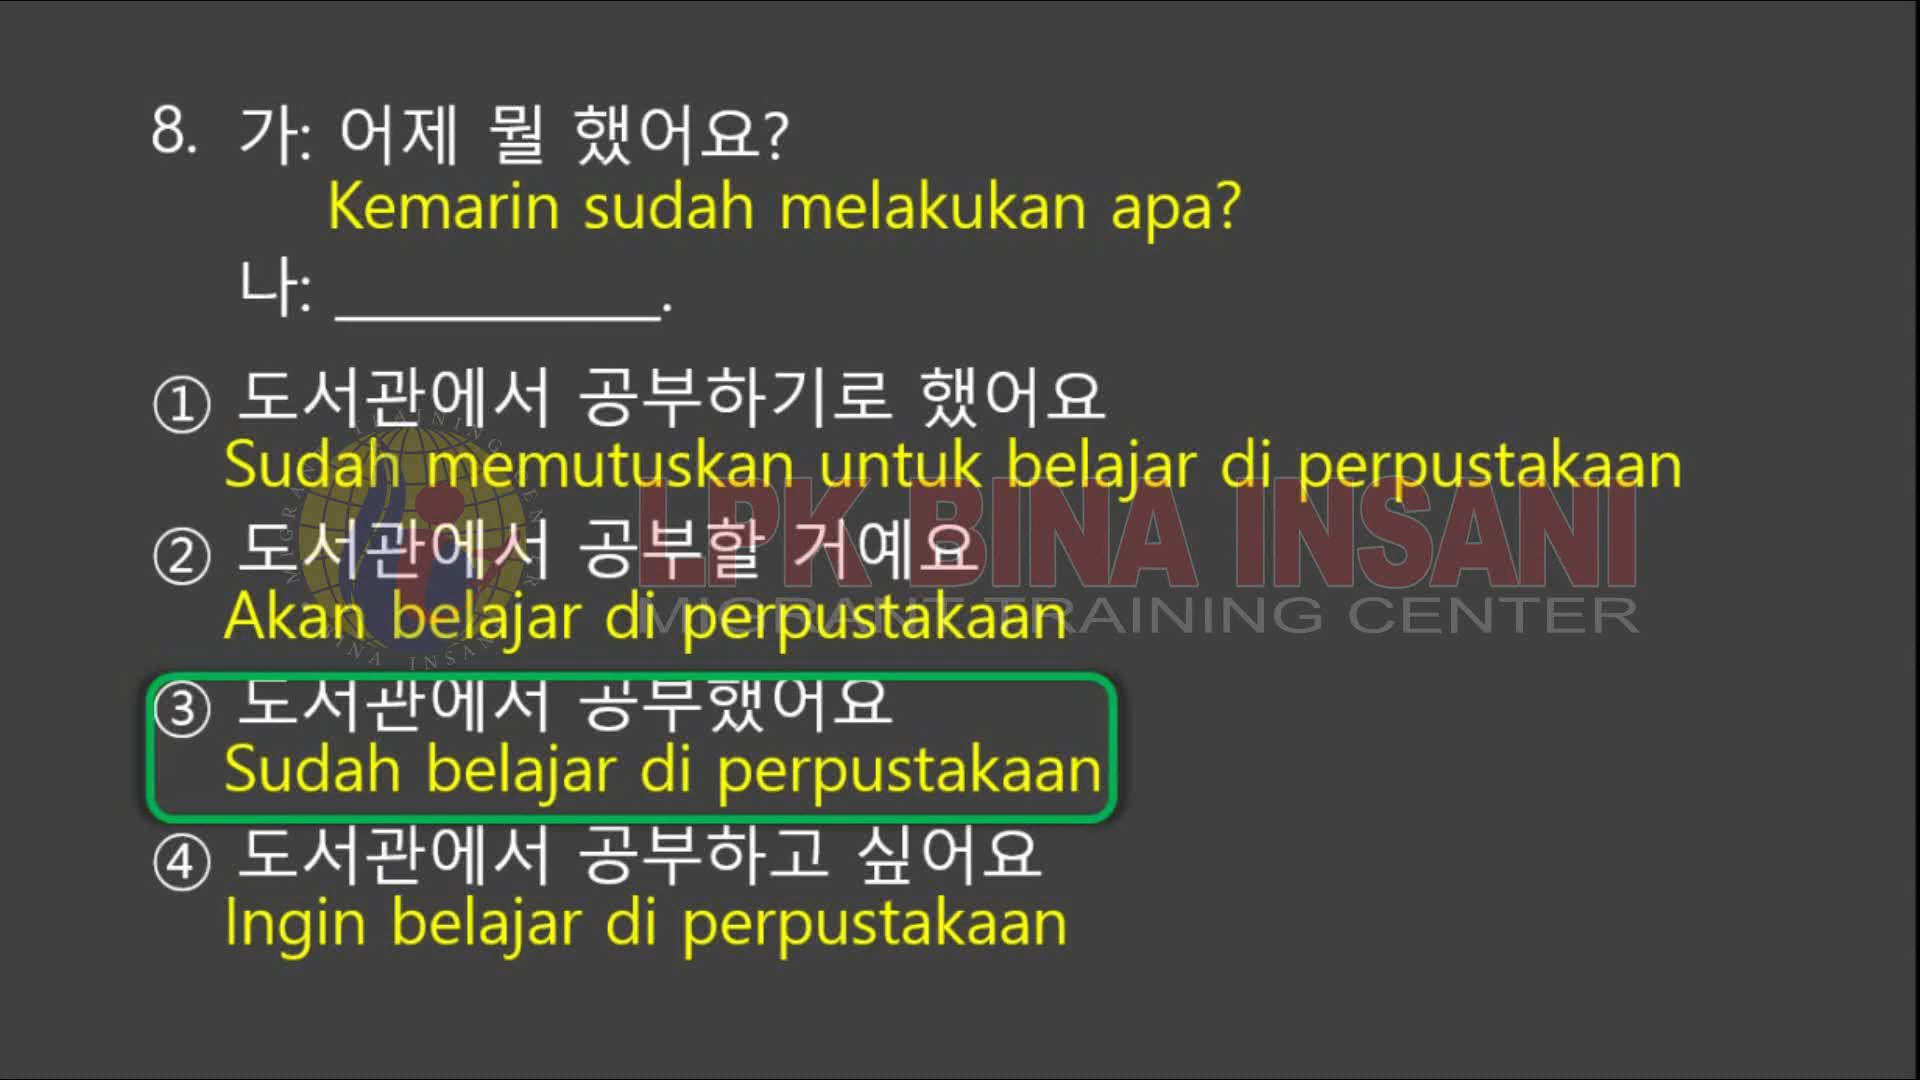 8. 가: 어제 뭘 했어요?
Kemarin sudah melakukan apa?
나: __________.
① 도서관에서 공부하기로 했어요
Sudah memutuskan untuk belajar di perpustakaan
② 도서관에서 공부할 거예요
Akan belajar di perpustakaan
③ 도서관에서 공부했어요
Sudah belajar di perpustakaan
④ 도서관에서 공부하고 싶어요
Ingin belajar di perpustakaan
LPK BINA INSANI
MIGRANT TRAINING CENTER